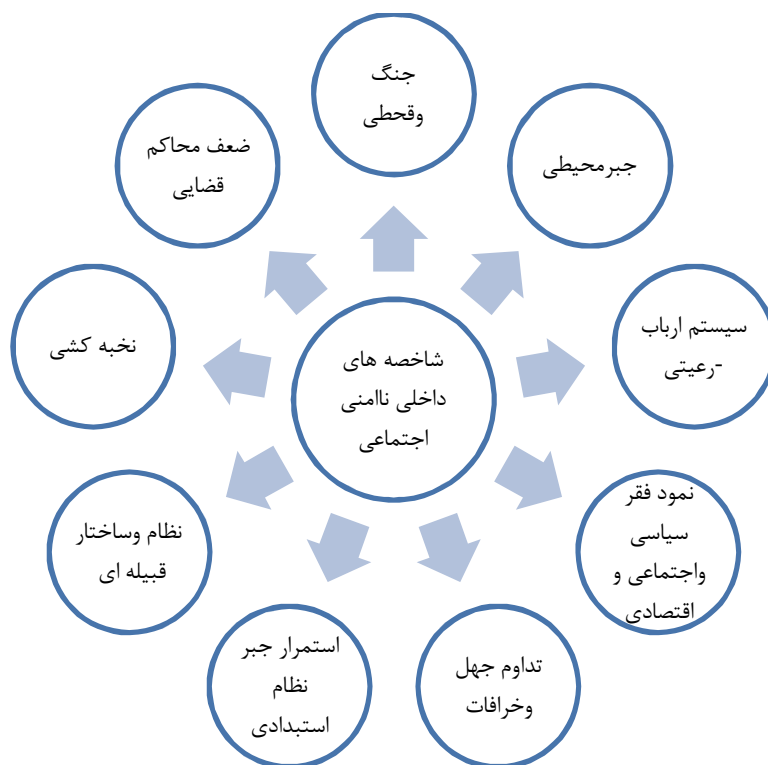 جنگ
وقحطی
جبرمحیطی
سیستم ارباب
-رعیتی
نمود فقر
سیاسی
واجتماعی و
اقتصادی
تداوم جهل
وخرافات
استمرار جبر
نظام
استبدادی
نظام وساختار
قبیله ای
نخبه کشی
ضعف محاکم
قضایی
شاخصه های
داخلی ناامنی
اجتماعی